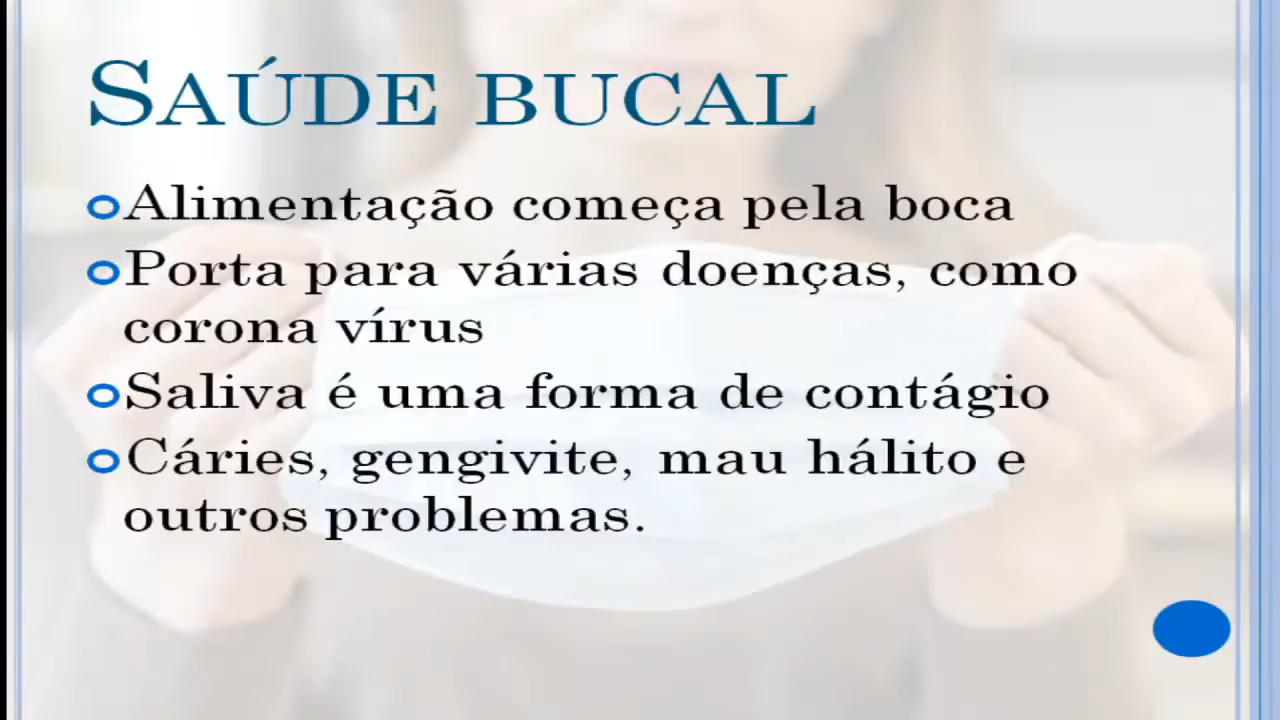 Saúde bucal
Alimentação começa pela boca
Porta para várias doenças, como
corona vírus
Saliva é uma forma de contágio
Cáries, gengivite, mau hálito e
outros problemas.